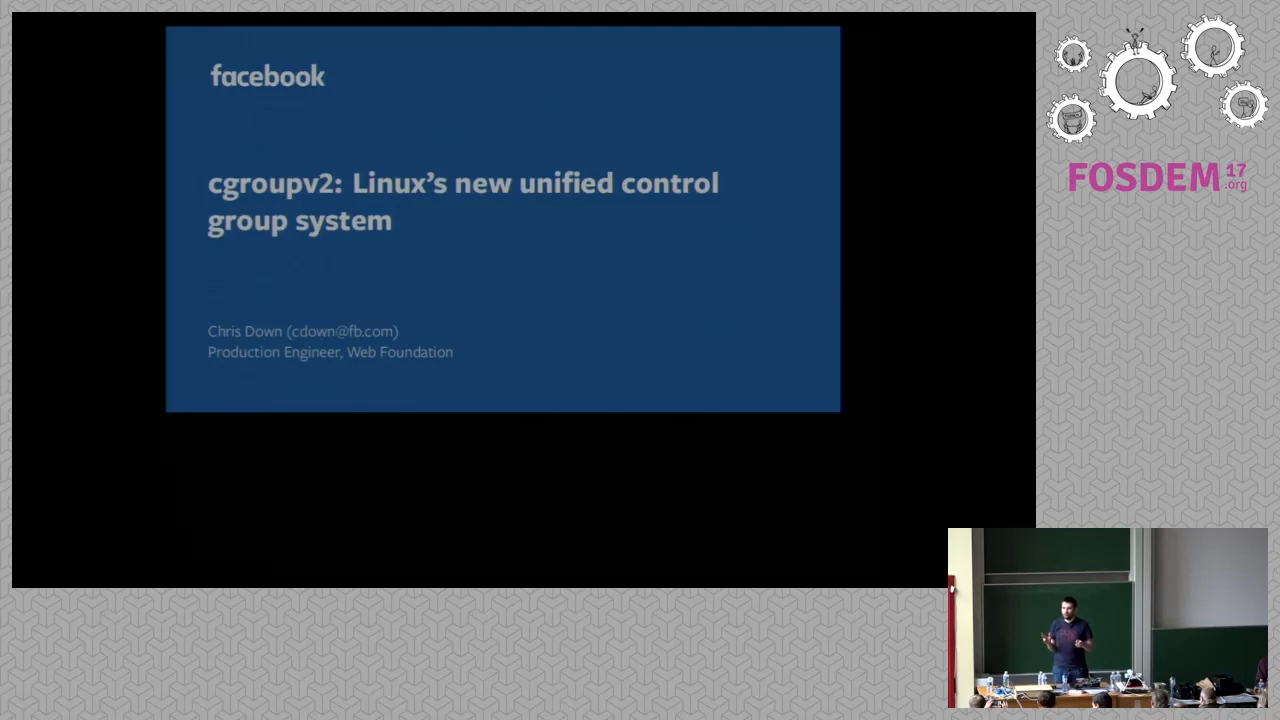 facebook
cgroupv2: Linux's new unified control
group system
Chris Down (cdown@fb.com)
Production Engineer, Web Foundation
FOSDEM 17
.org